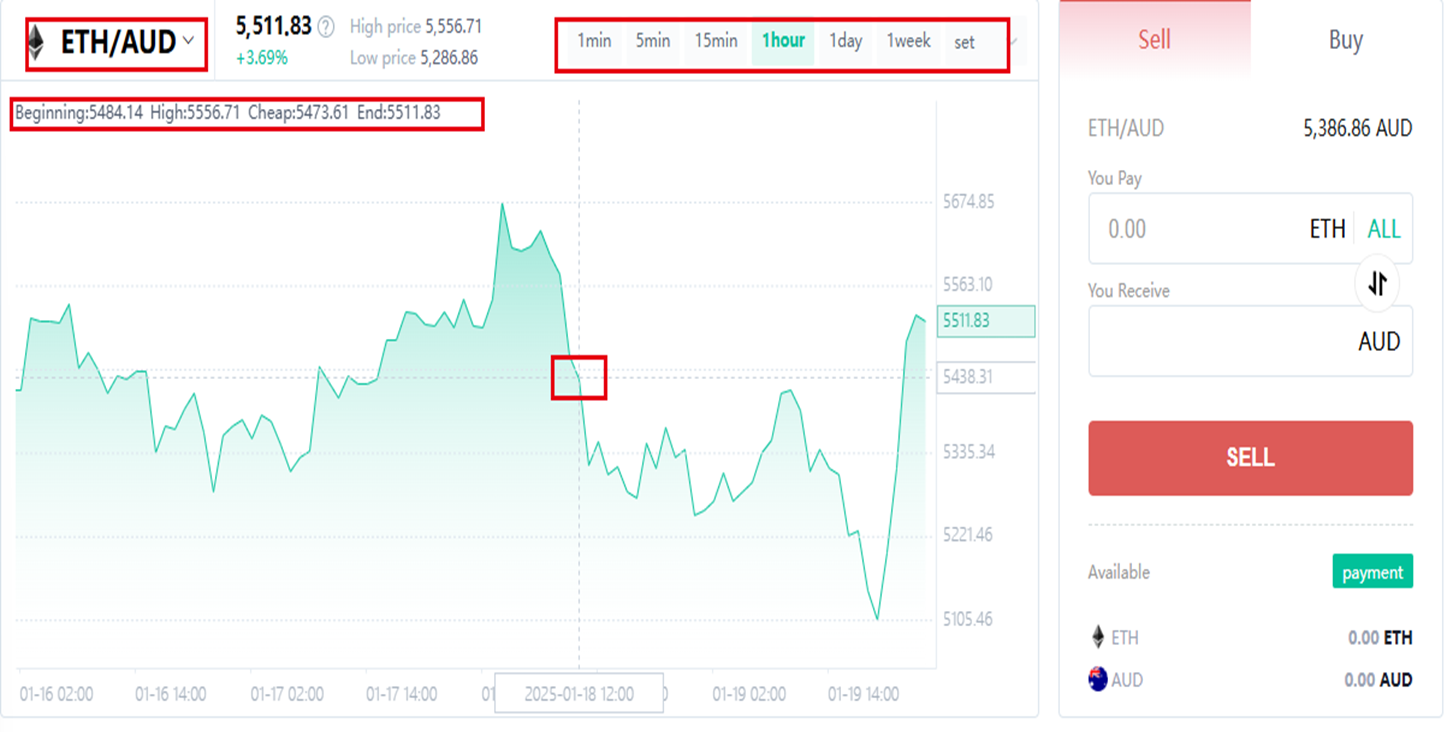 ETH/AUD
5,511.83 ?
+3.69%
High price 5,556.71
Low price 5,286.86
1min 5min 15min 1hour 1day 1week set
Beginning:5484.14 High:5556.71 Cheap:5473.61 End:5511.83
5674.85
5563.10
5511.83
5438.31
5335.34
5221.46
5105.46
01-16 02:00 01-16 14:00 01-17 02:00 01-17 14:00 01 2025-01-18 12:00 01-19 02:00 01-19 14:00
Sell Buy
ETH/AUD 5,386.86 AUD
You Pay
0.00 ETH ALL
You Receive
AUD
SELL
Available payment
ETH 0.00 ETH
AUD 0.00 AUD